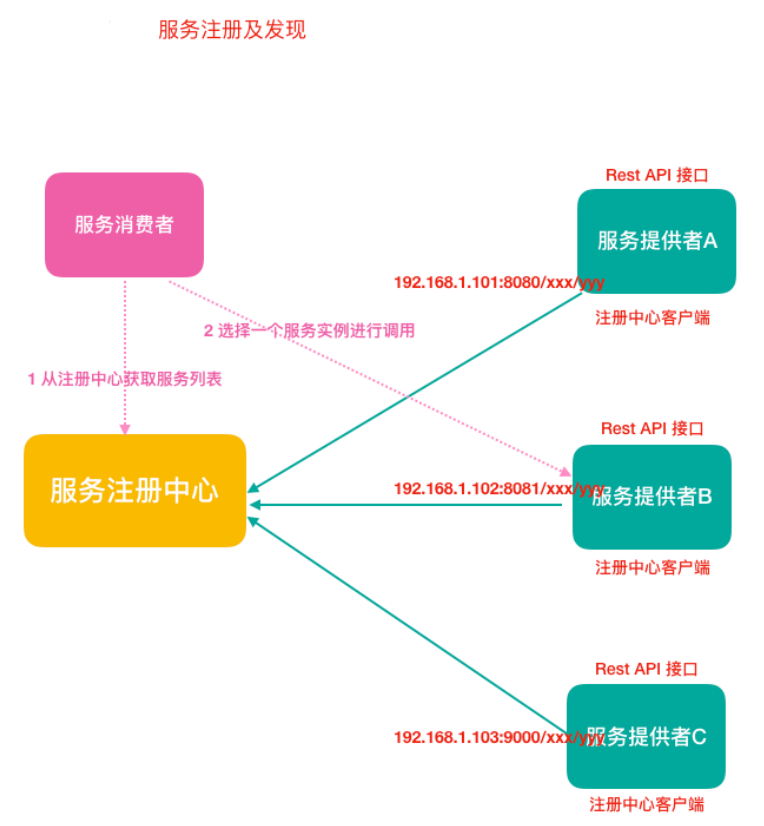 服务注册及发现
Rest API 接口
服务消费者
服务提供者A
192.168.1.101:8080/xxx/yyy
注册中心客户端
2 选择一个服务实例进行调用
1 从注册中心获取服务列表
Rest API 接口
服务注册中心
192.168.1.102:8081/xxx/yyy
服务提供者B
注册中心客户端
Rest API 接口
192.168.1.103:9000/xxx/yyy
服务提供者C
注册中心客户端